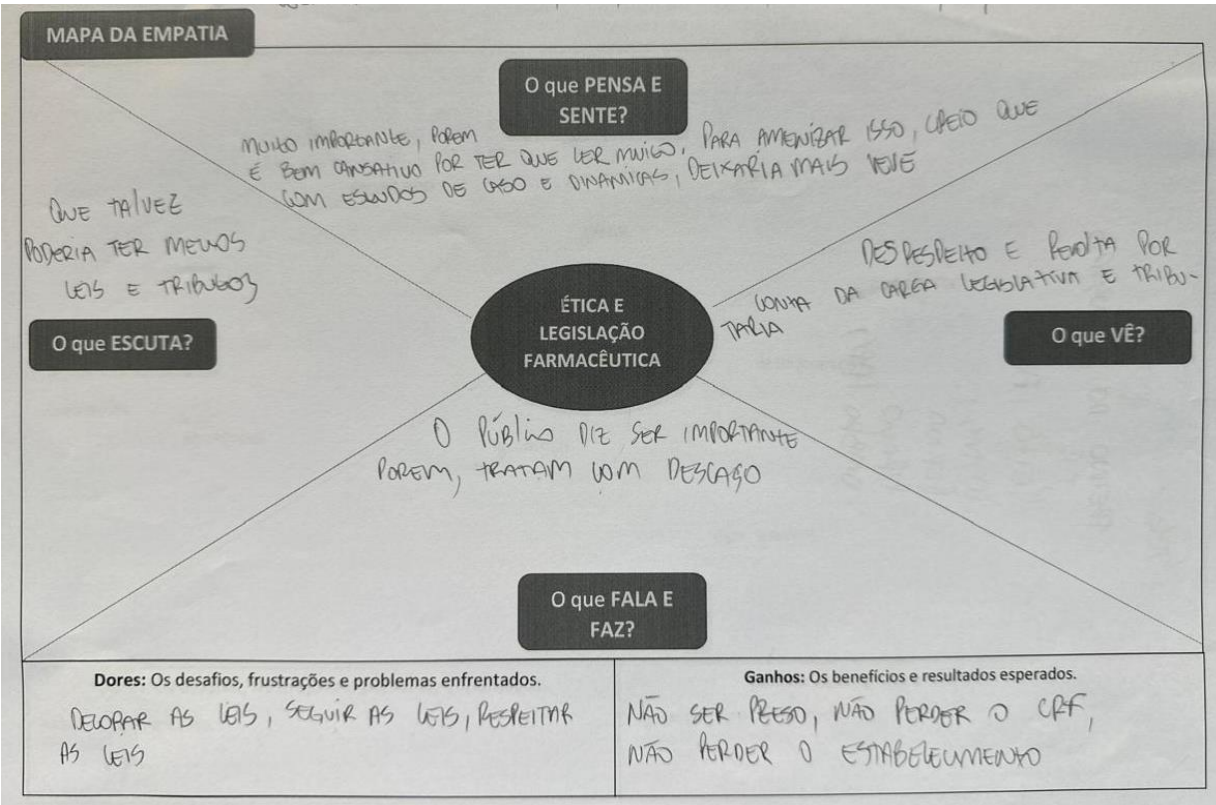 MAPA DA EMPATIA
O que PENSA E
SENTE?
MUITO IMPORTANTE, POREM
É BEM CANSATIVO POR TER QUE LER MUITO, PARA AMENIZAR ISSO, CREIO QUE
COM ESTUDOS DE CASO E DINAMICAS, DEIXARIA MAIS LEVE
QUE TALVEZ
PODERIA TER MENOS
LEIS E TRIBUTOS
O que ESCUTA?
ÉTICA E
LEGISLAÇÃO
FARMACÊUTICA
DESRESPEITO E REVOLTA POR
CONTA DA CARGA LEGISLATIVA E TRIBU-
TARIA
O que VÊ?
O PÚBLICO DIZ SER IMPORTANTE
POREM, TRATAM COM DESCASO
O que FALA E
FAZ?
Dores: Os desafios, frustrações e problemas enfrentados.
DECORAR AS LEIS, SEGUIR AS LEIS, RESPEITAR
AS LEIS
Ganhos: Os benefícios e resultados esperados.
NÃO SER PRESO, NÃO PERDER O CRF,
NÃO PERDER O ESTABELECIMENTO